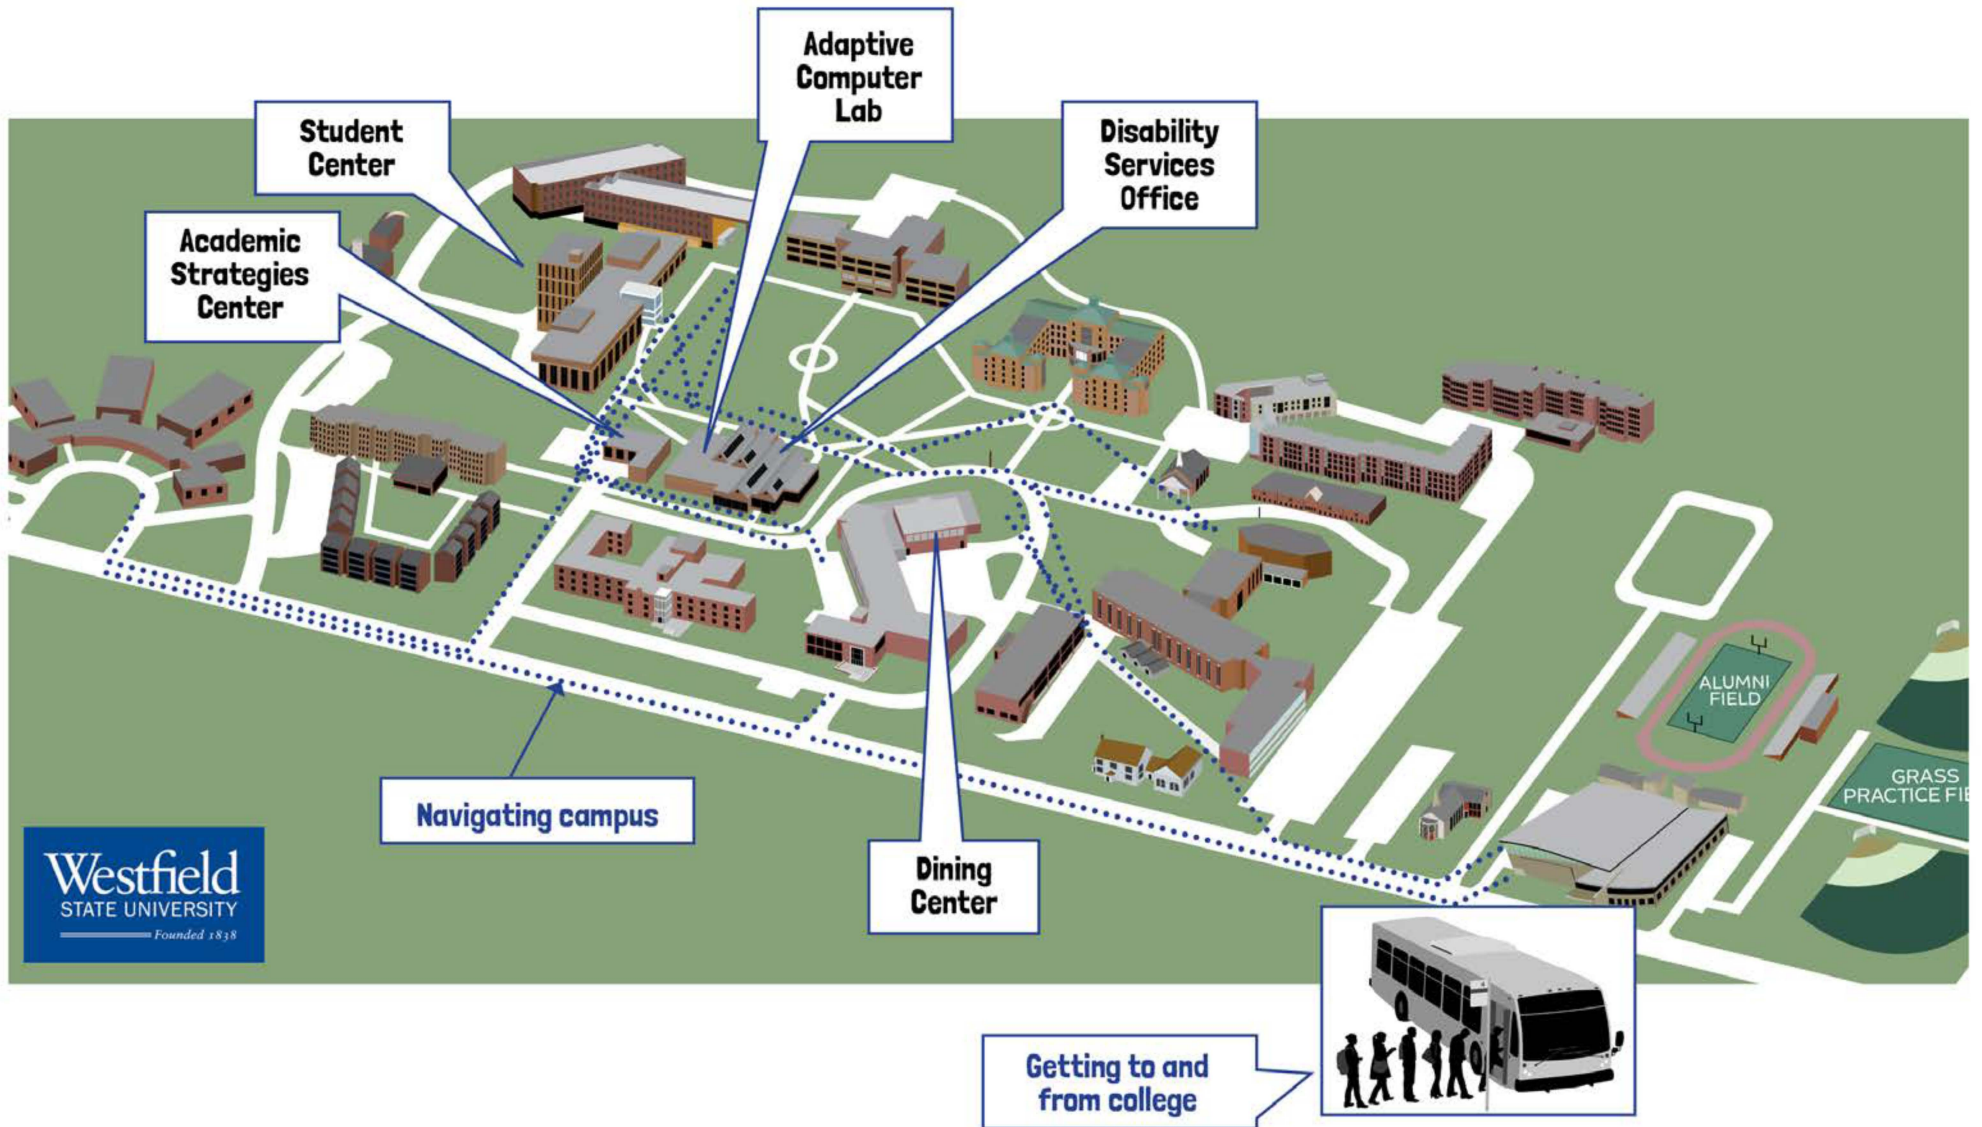 Adaptive
Computer
Lab
Student
Center
Disability
Services
Office
Academic
Strategies
Center
ALUMNI
FIELD
GRASS
PRACTICE FIE
Navigating campus
Dining
Center
Westfield
STATE UNIVERSITY
Founded 1838
Getting to and
from college